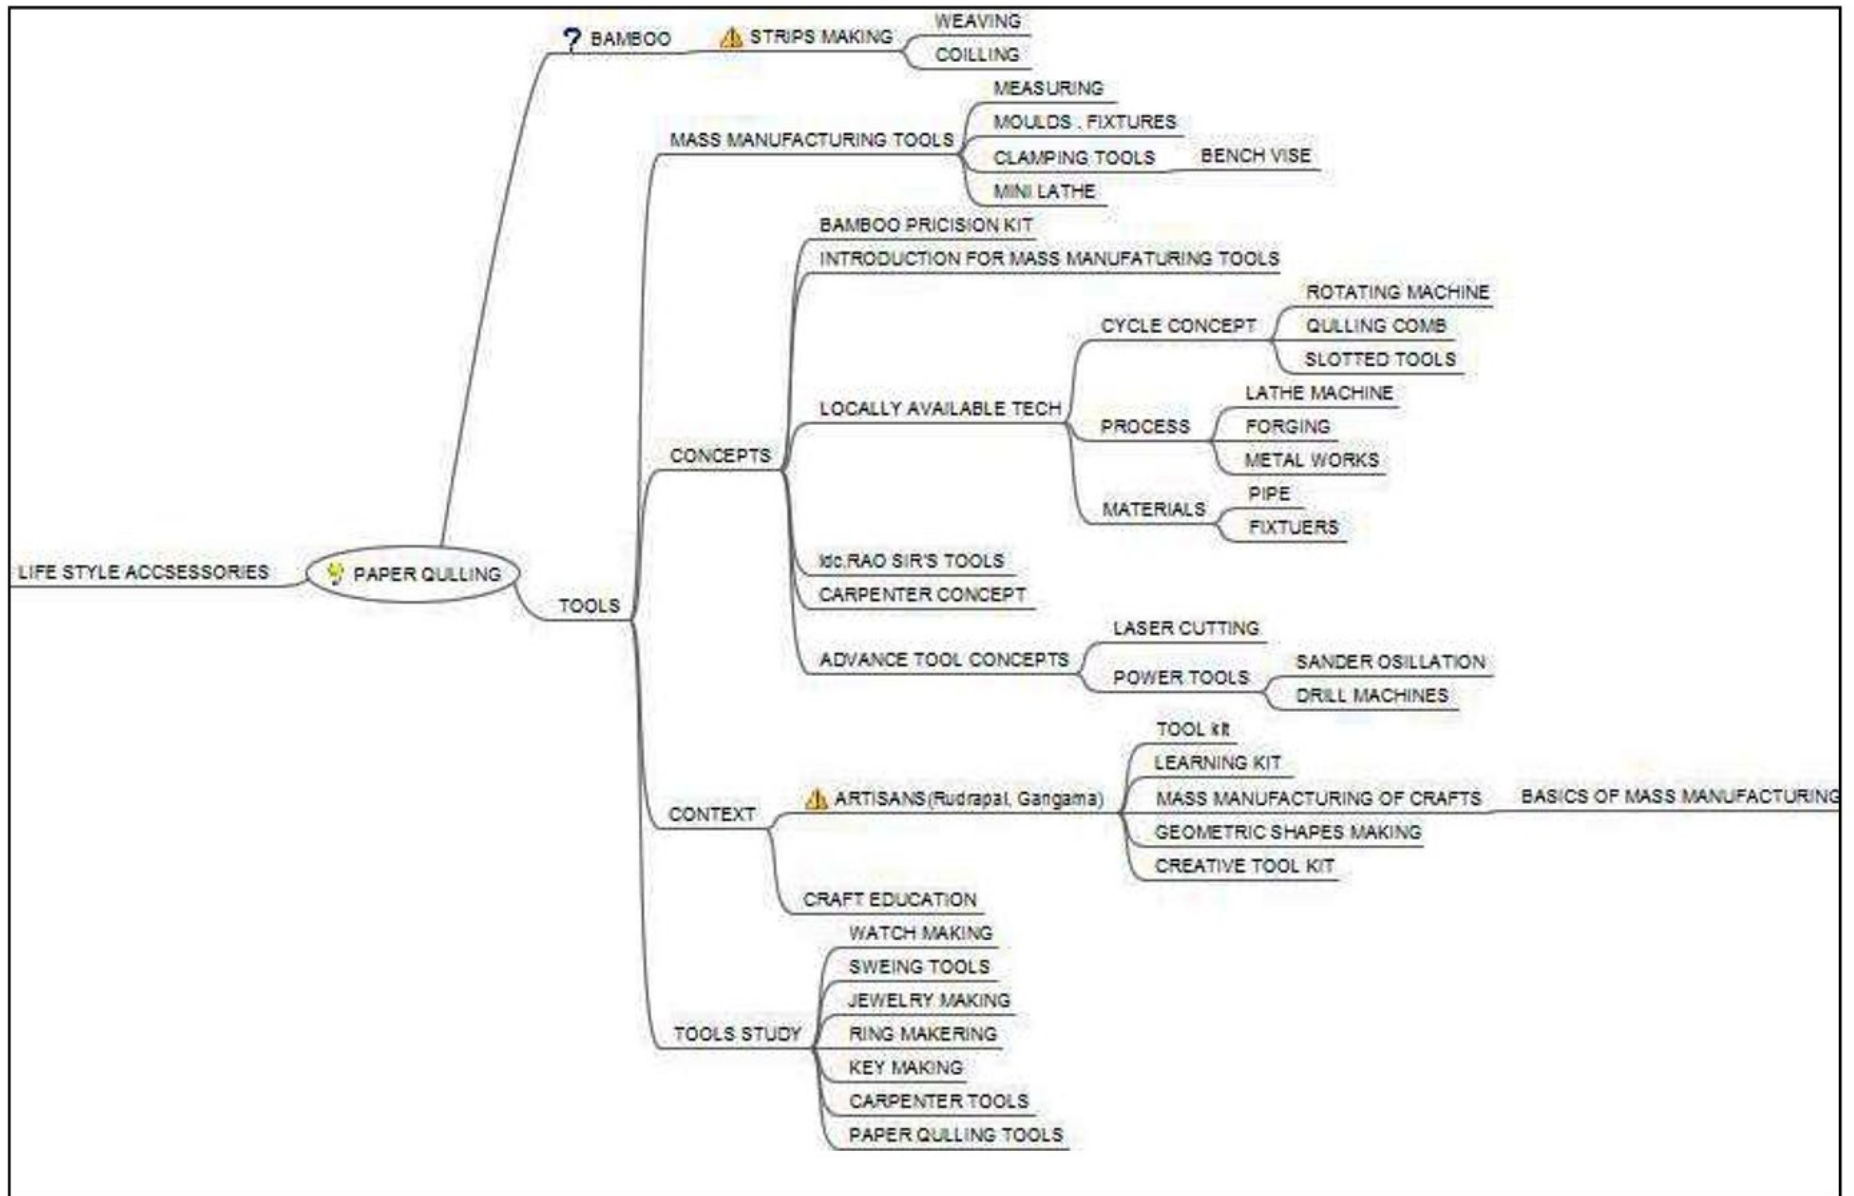 BAMBOO
STRIPS MAKING
WEAVING
COILLING
MASS MANUFACTURING TOOLS
MEASURING
MOULDS , FIXTURES
CLAMPING TOOLS
BENCH VISE
MINI LATHE
CONCEPTS
BAMBOO PRICISION KIT
INTRODUCTION FOR MASS MANUFATURING TOOLS
LOCALLY AVAILABLE TECH
CYCLE CONCEPT
ROTATING MACHINE
QULLING COMB
SLOTTED TOOLS
PROCESS
LATHE MACHINE
FORGING
METAL WORKS
MATERIALS
PIPE
FIXTUERS
idc,RAO SIR'S TOOLS
CARPENTER CONCEPT
ADVANCE TOOL CONCEPTS
LASER CUTTING
POWER TOOLS
SANDER OSILLATION
DRILL MACHINES
LIFE STYLE ACCSESSORIES
PAPER QULLING
TOOLS
CONTEXT
ARTISANS(Rudrapal, Gangama)
TOOL kit
LEARNING KIT
MASS MANUFACTURING OF CRAFTS
BASICS OF MASS MANUFACTURING
GEOMETRIC SHAPES MAKING
CREATIVE TOOL KIT
CRAFT EDUCATION
TOOLS STUDY
WATCH MAKING
SWEING TOOLS
JEWELRY MAKING
RING MAKERING
KEY MAKING
CARPENTER TOOLS
PAPER QULLING TOOLS